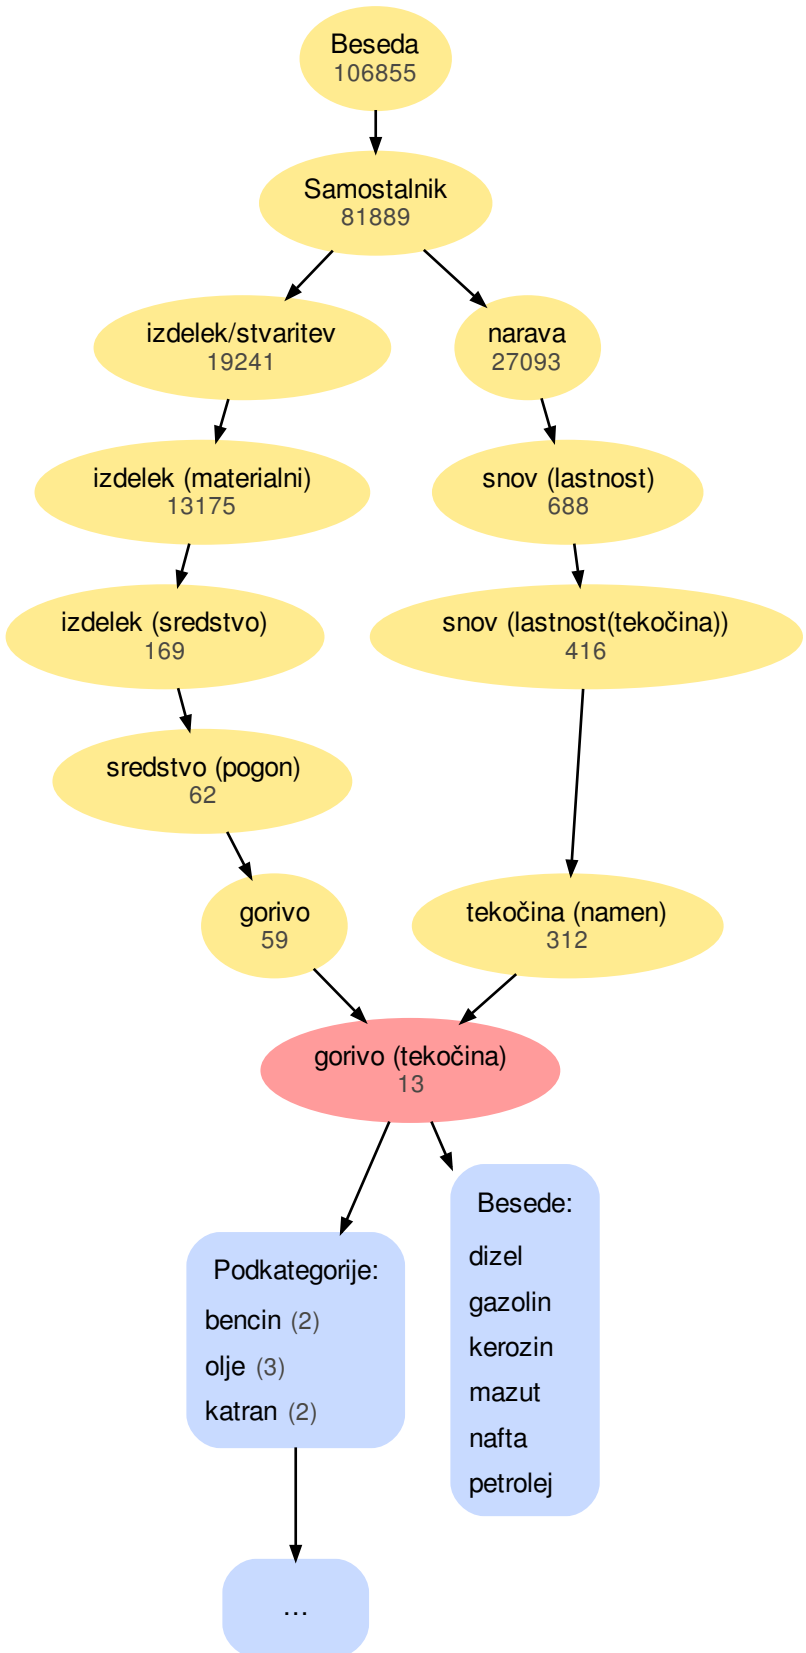 Beseda
106855
Samostalnik
81889
izdelek/stvaritev
19241
narava
27093
izdelek (materialni)
13175
snov (lastnost)
688
izdelek (sredstvo)
169
snov (lastnost(tekočina))
416
sredstvo (pogon)
62
gorivo
59
tekočina (namen)
312
gorivo (tekočina)
13
Podkategorije:
bencin (2)
olje (3)
katran (2)
Besede:
dizel
gazolin
kerozin
mazut
nafta
petrolej
...